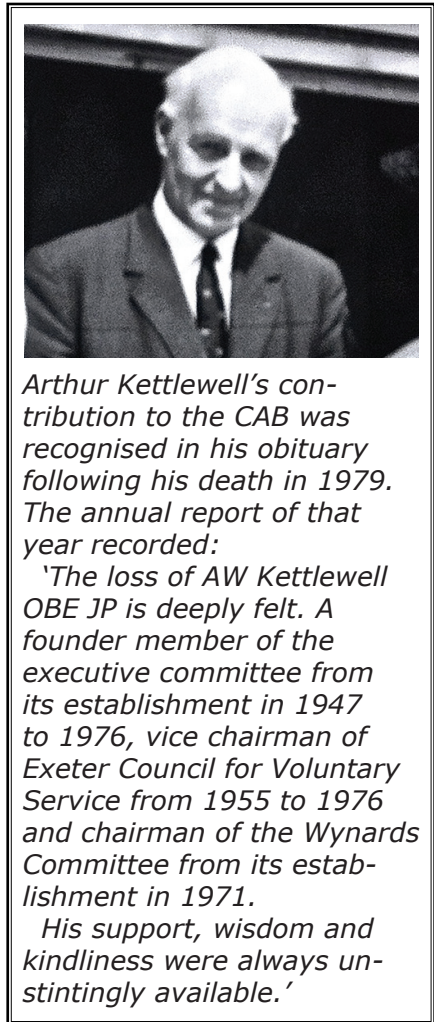 Arthur Kettlewell’s con-
tribution to the CAB was
recognised in his obituary
following his death in 1979.
The annual report of that
year recorded:
‘The loss of AW Kettlewell
OBE JP is deeply felt. A
founder member of the
executive committee from
its establishment in 1947
to 1976, vice chairman of
Exeter Council for Voluntary
Service from 1955 to 1976
and chairman of the Wynards
Committee from its estab-
lishment in 1971.
His support, wisdom and
kindliness were always un-
stintingly available.’